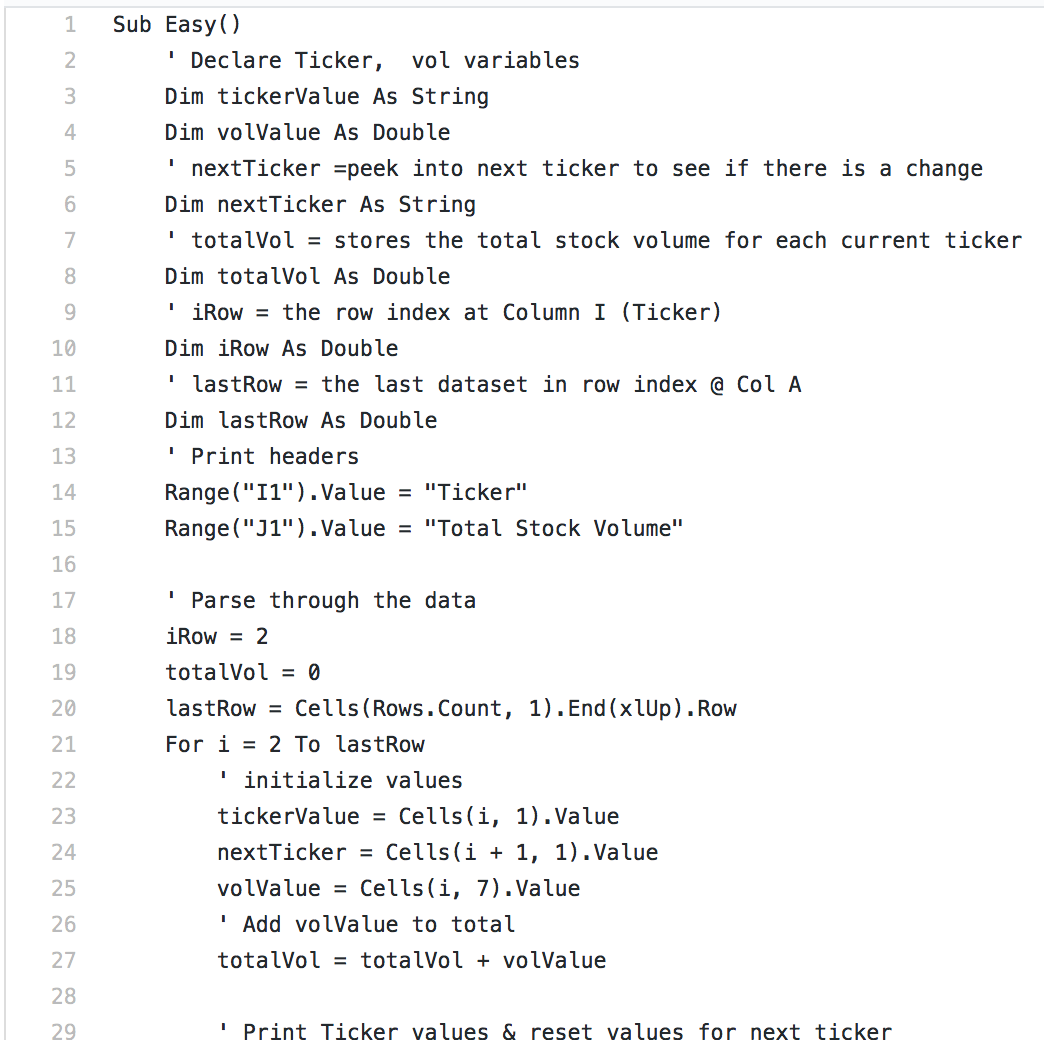 1 Sub Easy()
2 ' Declare Ticker,  vol variables
3 Dim tickerValue As String
4 Dim volValue As Double
5 ' nextTicker =peek into next ticker to see if there is a change
6 Dim nextTicker As String
7 ' totalVol = stores the total stock volume for each current ticker
8 Dim totalVol As Double
9 ' iRow = the row index at Column I (Ticker)
10 Dim iRow As Double
11 ' lastRow = the last dataset in row index @ Col A
12 Dim lastRow As Double
13 ' Print headers
14 Range("I1").Value = "Ticker"
15 Range("J1").Value = "Total Stock Volume"
16
17 ' Parse through the data
18 iRow = 2
19 totalVol = 0
20 lastRow = Cells(Rows.Count, 1).End(xlUp).Row
21 For i = 2 To lastRow
22 ' initialize values
23 tickerValue = Cells(i, 1).Value
24 nextTicker = Cells(i + 1, 1).Value
25 volValue = Cells(i, 7).Value
26 ' Add volValue to total
27 totalVol = totalVol + volValue
28
29 ' Print Ticker values & reset values for next ticker